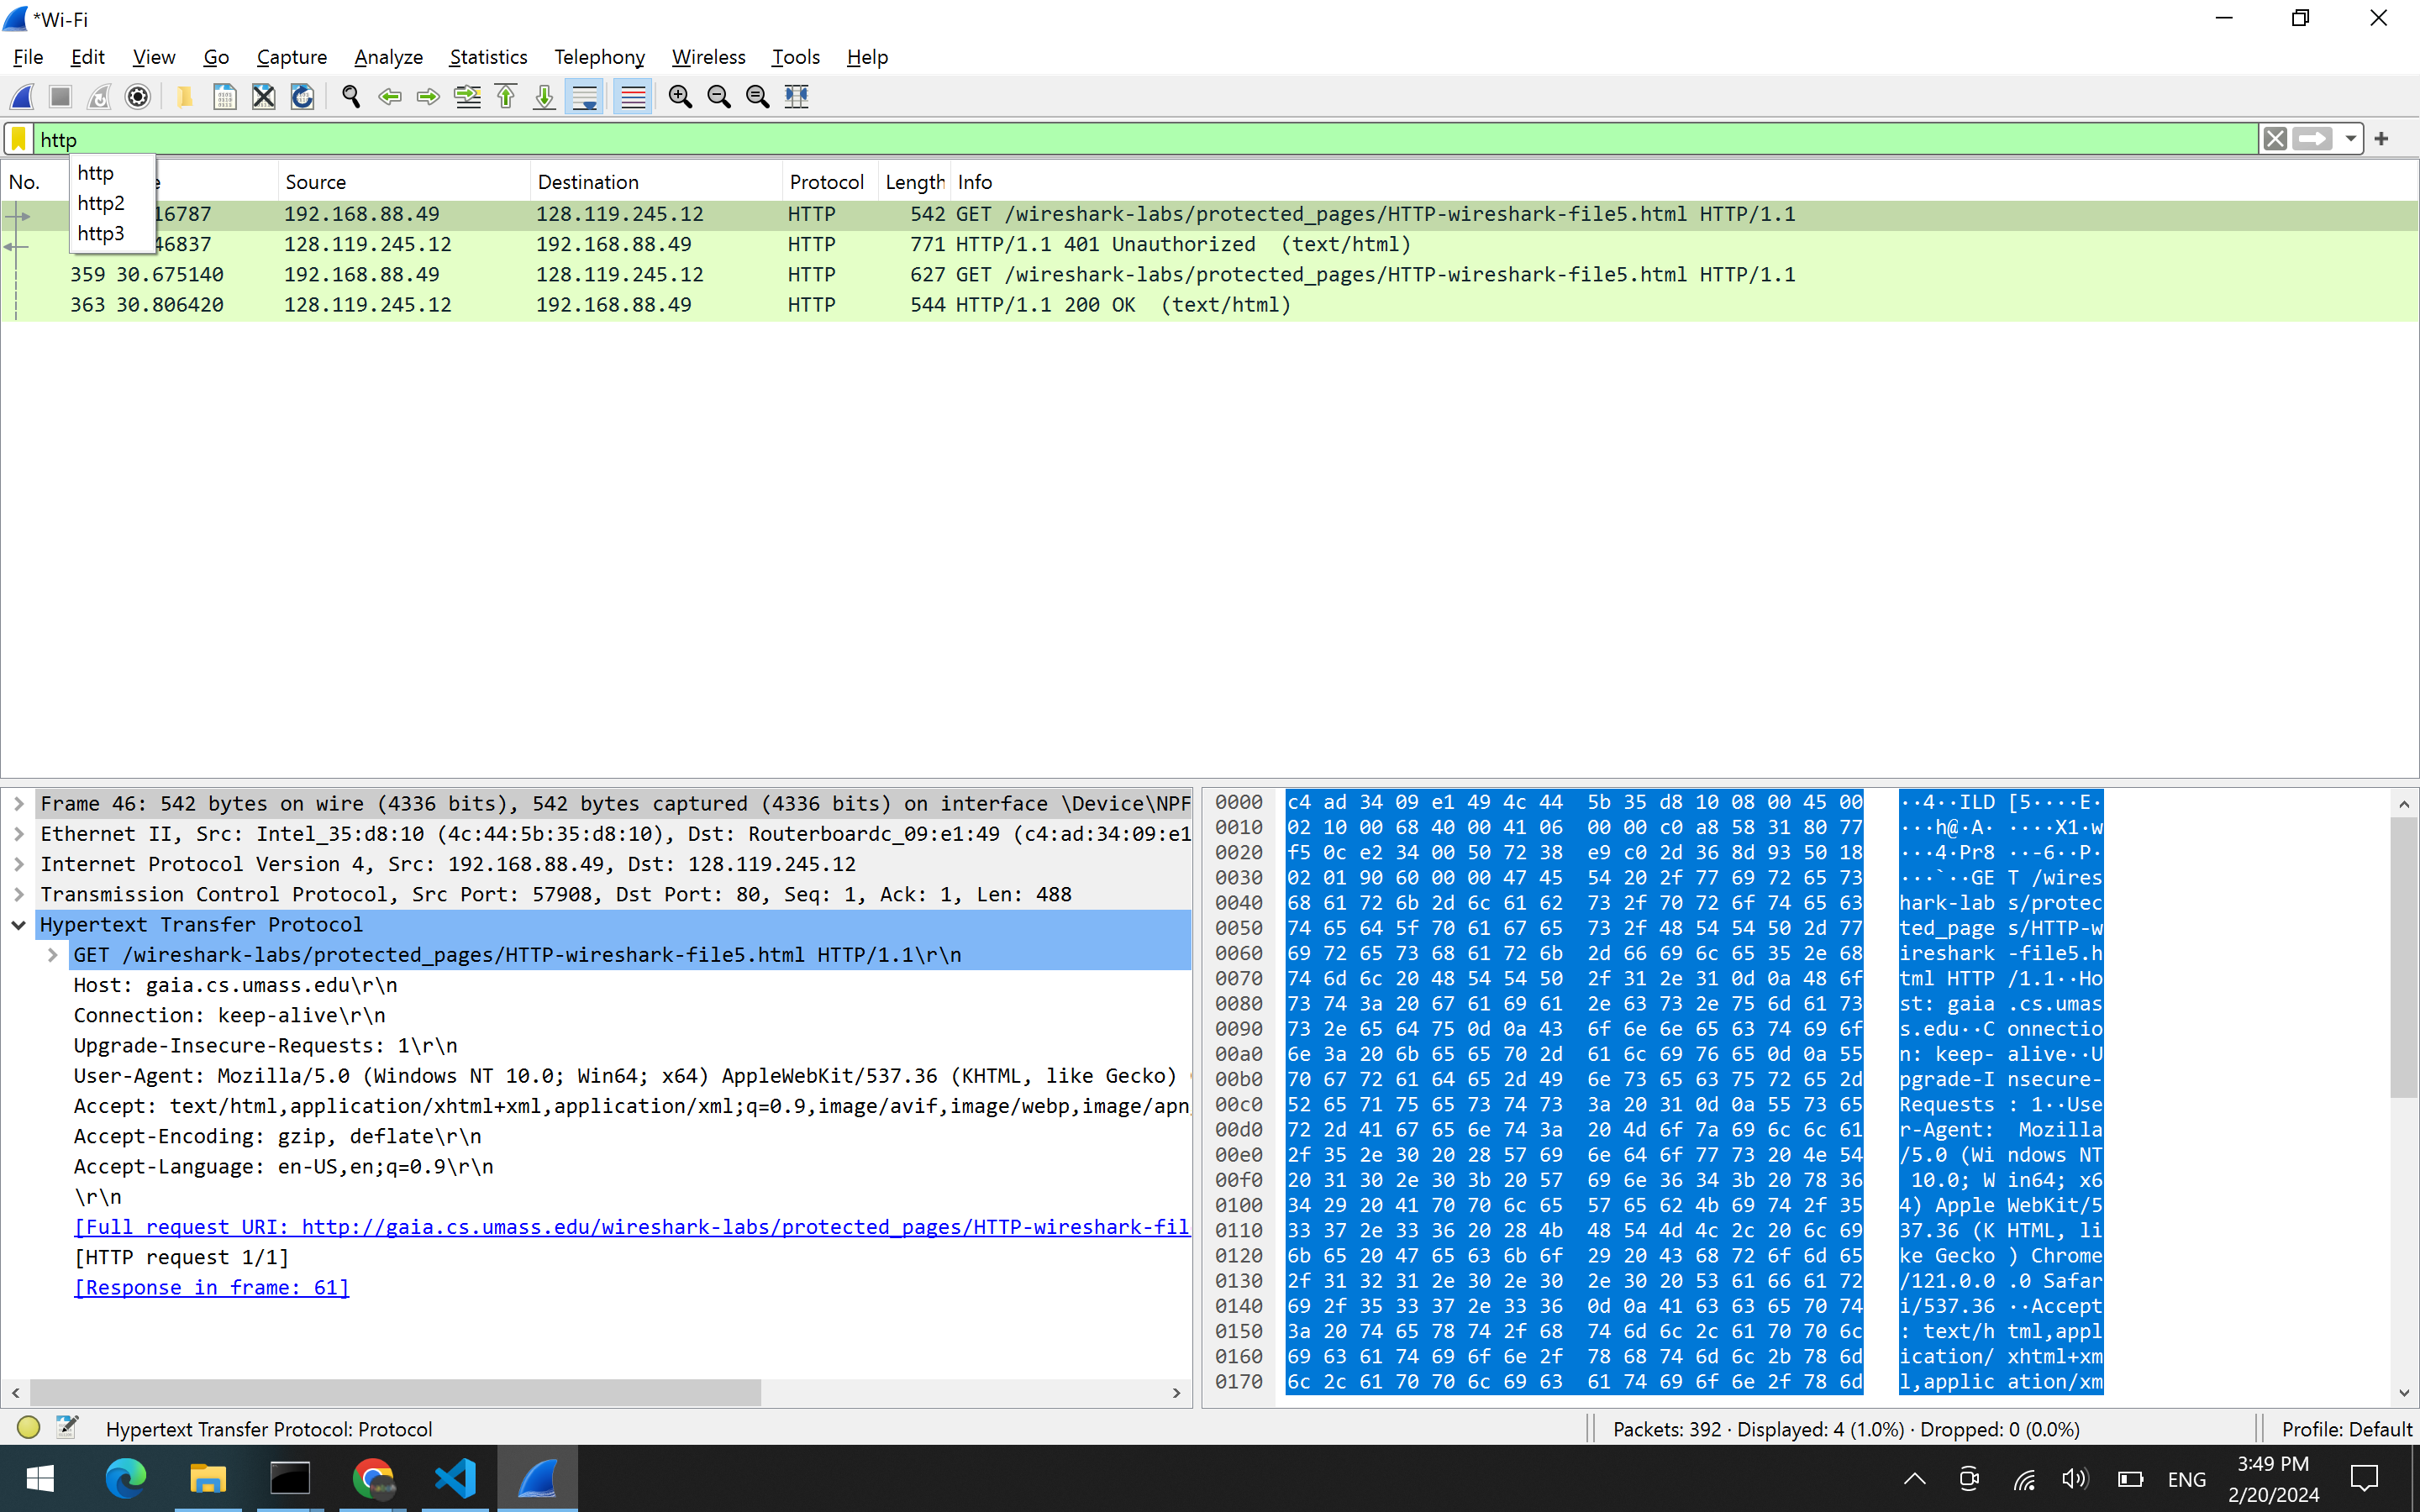 *Wi-Fi
File Edit View Go Capture Analyze Statistics Telephony Wireless Tools Help
http
http
http2
http3
No. Source Destination Protocol Length Info
16787 192.168.88.49 128.119.245.12 HTTP 542 GET /wireshark-labs/protected_pages/HTTP-wireshark-file5.html HTTP/1.1
46837 128.119.245.12 192.168.88.49 HTTP 771 HTTP/1.1 401 Unauthorized (text/html)
359 30.675140 192.168.88.49 128.119.245.12 HTTP 627 GET /wireshark-labs/protected_pages/HTTP-wireshark-file5.html HTTP/1.1
363 30.806420 128.119.245.12 192.168.88.49 HTTP 544 HTTP/1.1 200 OK (text/html)
Frame 46: 542 bytes on wire (4336 bits), 542 bytes captured (4336 bits) on interface \Device\NPF
Ethernet II, Src: Intel_35:d8:10 (4c:44:5b:35:d8:10), Dst: Routerboardc_09:e1:49 (c4:ad:34:09:e1
Internet Protocol Version 4, Src: 192.168.88.49, Dst: 128.119.245.12
Transmission Control Protocol, Src Port: 57908, Dst Port: 80, Seq: 1, Ack: 1, Len: 488
Hypertext Transfer Protocol
GET /wireshark-labs/protected_pages/HTTP-wireshark-file5.html HTTP/1.1\r\n
Host: gaia.cs.umass.edu\r\n
Connection: keep-alive\r\n
Upgrade-Insecure-Requests: 1\r\n
User-Agent: Mozilla/5.0 (Windows NT 10.0; Win64; x64) AppleWebKit/537.36 (KHTML, like Gecko)
Accept: text/html,application/xhtml+xml,application/xml;q=0.9,image/avif,image/webp,image/apn
Accept-Encoding: gzip, deflate\r\n
Accept-Language: en-US,en;q=0.9\r\n
\r\n
[Full request URI: http://gaia.cs.umass.edu/wireshark-labs/protected_pages/HTTP-wireshark-fil
[HTTP request 1/1]
[Response in frame: 61]
0000 c4 ad 34 09 e1 49 4c 44 5b 35 d8 10 08 00 45 00 ··4··ILD [5····E·
0010 02 10 00 68 40 00 41 06 00 00 c0 a8 58 31 80 77 ···h@·A· ····X1·w
0020 f5 0c e2 34 00 50 72 38 e9 c0 2d 36 8d 93 50 18 ···4·Pr8 ··-6··P·
0030 02 01 90 60 00 00 47 45 54 20 2f 77 69 72 65 73 ···`··GE T /wires
0040 68 61 72 6b 2d 6c 61 62 73 2f 70 72 6f 74 65 63 hark-lab s/protec
0050 74 65 64 5f 70 61 67 65 73 2f 48 54 54 50 2d 77 ted_page s/HTTP-w
0060 69 72 65 73 68 61 72 6b 2d 66 69 6c 65 35 2e 68 ireshark -file5.h
0070 74 6d 6c 20 48 54 54 50 2f 31 2e 31 0d 0a 48 6f tml HTTP /1.1··Ho
0080 73 74 3a 20 67 61 69 61 2e 63 73 2e 75 6d 61 73 st: gaia .cs.umas
0090 73 2e 65 64 75 0d 0a 43 6f 6e 6e 65 63 74 69 6f s.edu··C onnectio
00a0 6e 3a 20 6b 65 65 70 2d 61 6c 69 76 65 0d 0a 55 n: keep- alive··U
00b0 70 67 72 61 64 65 2d 49 6e 73 65 63 75 72 65 2d pgrade-I nsecure-
00c0 52 65 71 75 65 73 74 73 3a 20 31 0d 0a 55 73 65 Requests : 1··Use
00d0 72 2d 41 67 65 6e 74 3a 20 4d 6f 7a 69 6c 6c 61 r-Agent: Mozilla
00e0 2f 35 2e 30 20 28 57 69 6e 64 6f 77 73 20 4e 54 /5.0 (Wi ndows NT
00f0 20 31 30 2e 30 3b 20 57 69 6e 36 34 3b 20 78 36 10.0; W in64; x6
0100 34 29 20 41 70 70 6c 65 57 65 62 4b 69 74 2f 35 4) Apple WebKit/5
0110 33 37 2e 33 36 20 28 4b 48 54 4d 4c 2c 20 6c 69 37.36 (K HTML, li
0120 6b 65 20 47 65 63 6b 6f 29 20 43 68 72 6f 6d 65 ke Gecko ) Chrome
0130 2f 31 32 31 2e 30 2e 30 2e 30 20 53 61 66 61 72 /121.0.0 .0 Safar
0140 69 2f 35 33 37 2e 33 36 0d 0a 41 63 63 65 70 74 i/537.36 ··Accept
0150 3a 20 74 65 78 74 2f 68 74 6d 6c 2c 61 70 70 6c : text/h tml,appl
0160 69 63 61 74 69 6f 6e 2f 78 68 74 6d 6c 2b 78 6d ication/ xhtml+xm
0170 6c 2c 61 70 70 6c 69 63 61 74 69 6f 6e 2f 78 6d l,applic ation/xm
Hypertext Transfer Protocol: Protocol
Packets: 392 · Displayed: 4 (1.0%) · Dropped: 0 (0.0%)
Profile: Default
ENG
3:49 PM
2/20/2024